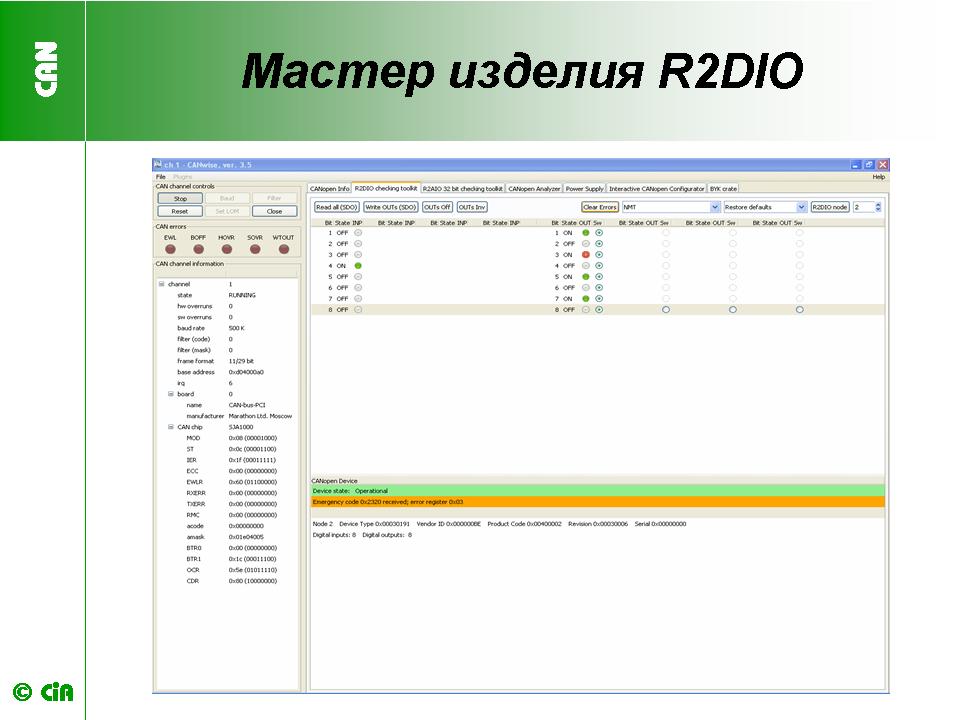 CAN
Мастер изделия R2DIO
ch 1 - CANwise, ver. 3.5
File Plugins Help
CAN channel controls
Stop Baud Filter
Reset Set LOM Close
CAN errors
EWL BOFF HOVR SOVR WTOUT
CAN channel information
channel 1
state RUNNING
hw overruns 0
sw overruns 0
baud rate 500 K
filter (code) 0
filter (mask) 0
frame format 11/29 bit
base address 0xd04000a0
irq 6
board 0
name CAN-bus-PCI
manufacturer Marathon Ltd. Moscow
CAN chip SJA1000
MOD 0x08 (00001000)
ST 0x0c (00001100)
IER 0x1f (00011111)
ECC 0x00 (00000000)
EWLR 0x60 (01100000)
RXERR 0x00 (00000000)
TXERR 0x00 (00000000)
RMC 0x00 (00000000)
acode 0x00000000
amask 0x01e04005
BTR0 0x00 (00000000)
BTR1 0x1c (00011100)
OCR 0x5e (01011110)
CDR 0x80 (10000000)
CANopen Info R2DIO checking toolkit R2AIO 32 bit checking toolkit CANopen Analyzer Power Supply Interactive CANopen Configurator BYK crate
Read all (SDO) Write OUTs (SDO) OUTs Off OUTs Inv Clear Errors NMT Restore defaults R2DIO node 2
Bit State INP Bit State INP Bit State INP Bit State INP Bit State OUT Sw Bit State OUT Sw Bit State OUT Sw Bit State OUT Sw
1 OFF 1 ON
2 OFF 2 OFF
3 OFF 3 ON
4 ON 4 OFF
5 OFF 5 ON
6 OFF 6 OFF
7 OFF 7 ON
8 OFF 8 OFF
CANopen Device
Device state: Operational
Emergency code 0x2320 received; error register 0x03
Node 2 Device Type 0x00030191 Vendor ID 0x000000BE Product Code 0x00400002 Revision 0x00030006 Serial 0x00000000
Digital inputs: 8 Digital outputs: 8
© CiA